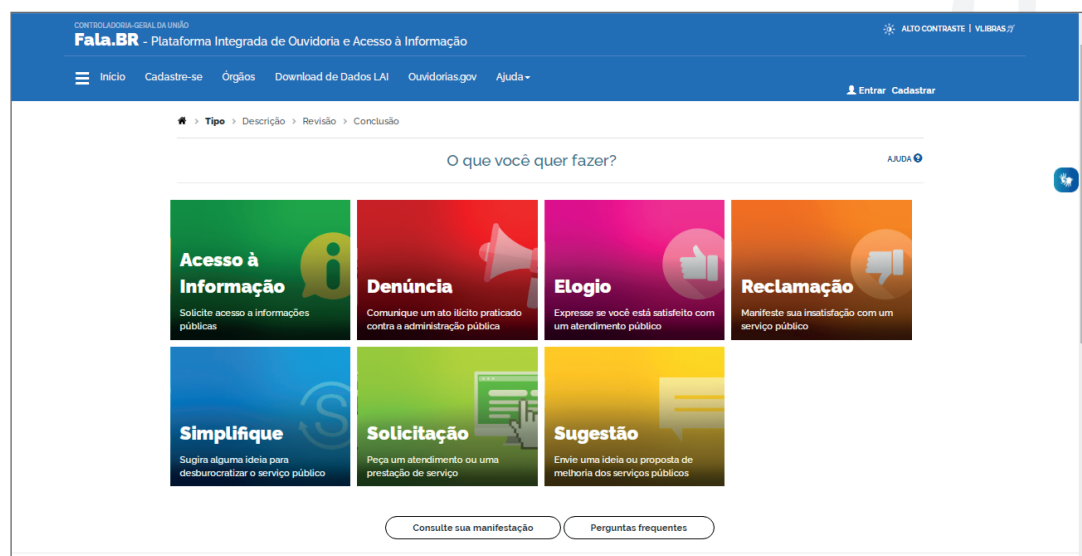 CONTROLADORIA-GERAL DA UNIÃO
Fala.BR - Plataforma Integrada de Ouvidoria e Acesso à Informação
ALTO CONTRASTE | VLIBRAS
Início Cadastre-se Órgãos Download de Dados LAI Ouvidorias.gov Ajuda
Entrar Cadastrar
> Tipo > Descrição > Revisão > Conclusão
O que você quer fazer?
AJUDA
Acesso à
Informação
Solicite acesso a informações
públicas
Denúncia
Comunique um ato ilícito praticado
contra a administração pública
Elogio
Expresse se você está satisfeito com
um atendimento público
Reclamação
Manifeste sua insatisfação com um
serviço público
Simplifique
Sugira alguma ideia para
desburocratizar o serviço público
Solicitação
Peça um atendimento ou uma
prestação de serviço
Sugestão
Envie uma ideia ou proposta de
melhoria dos serviços públicos
Consulte sua manifestação
Perguntas frequentes